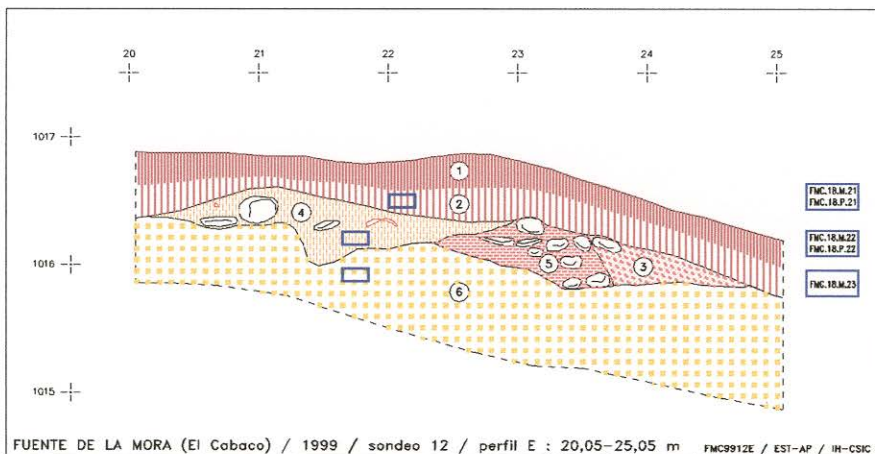 20 21 22 23 24 25
1017
1
FMC.18.M.21
FMC.18.P.21
2
4
FMC.18.M.22
FMC.18.P.22
1016
5
3
FMC.18.M.23
6
1015
FUENTE DE LA MORA (El Cabaco) / 1999 / sondeo 12 / perfil E : 20,05-25,05 m FMC9912E / EST-AP / IH-CSIC